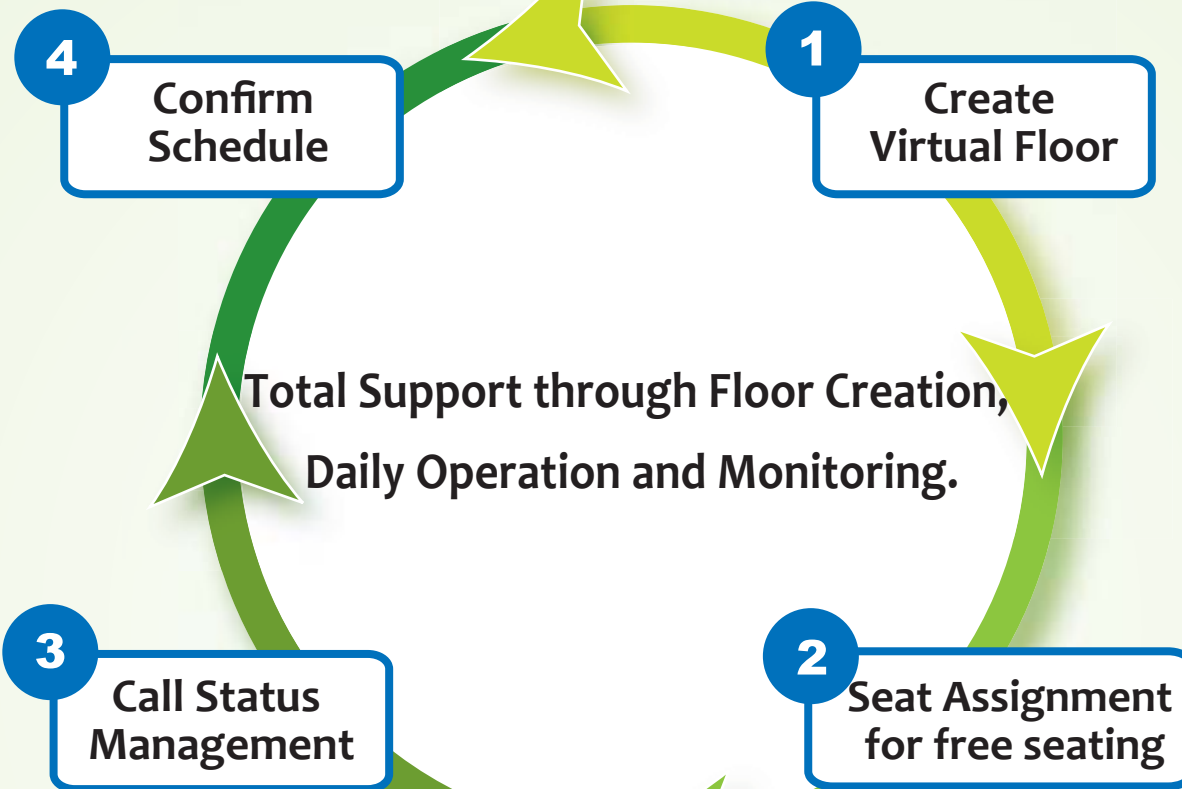 1
Create
Virtual Floor
2
Seat Assignment
for free seating
3
Call Status
Management
4
Confirm
Schedule
Total Support through Floor Creation,
Daily Operation and Monitoring.